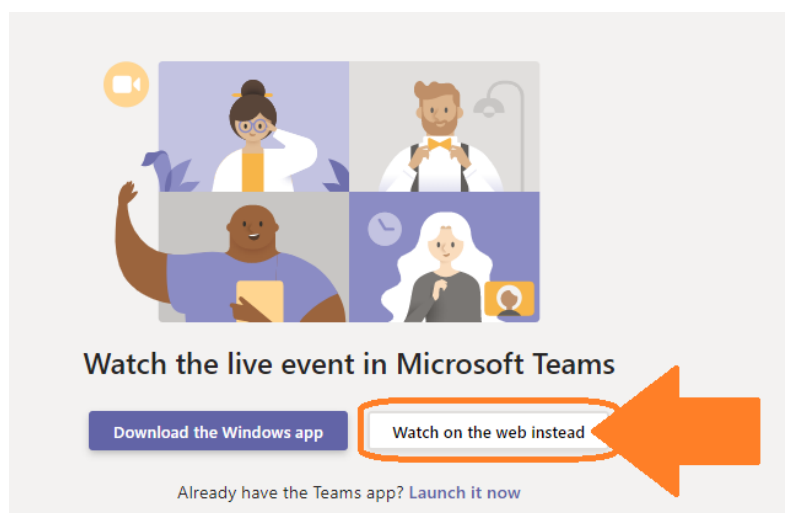 Watch the live event in Microsoft Teams
Download the Windows app
Watch on the web instead
Already have the Teams app? Launch it now